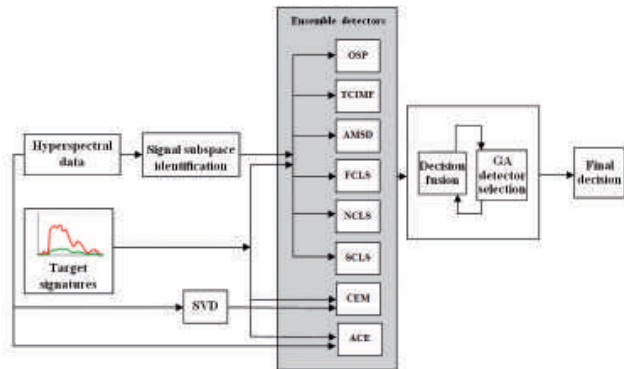 Ensemble detectors
OSP
TCIMF
AMSD
Hyperspectral
data
Signal subspace
identification
FCLS
Decision
fusion
GA
detector
selection
Final
decision
NCLS
Target
signatures
SCLS
SVD
CEM
ACE